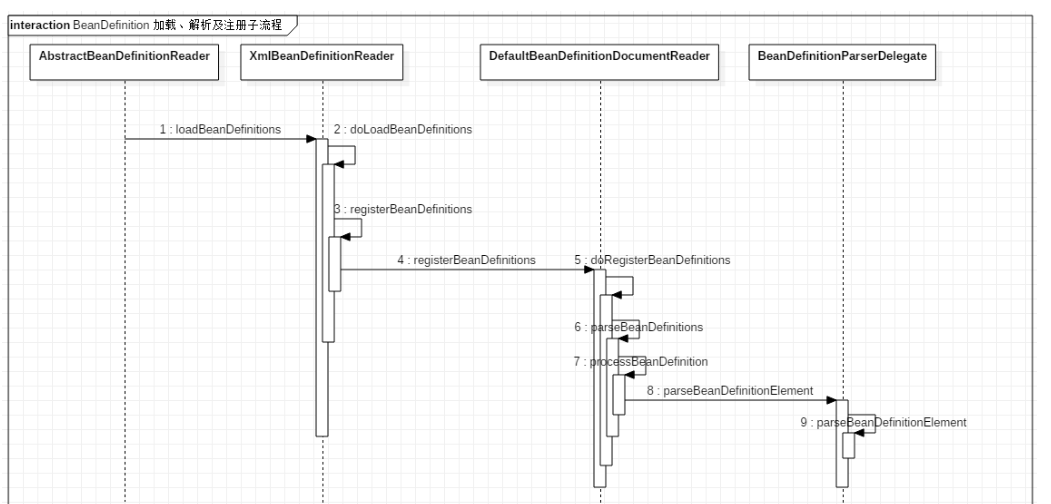 interaction BeanDefinition 加载、解析及注册子流程
AbstractBeanDefinitionReader
XmlBeanDefinitionReader
DefaultBeanDefinitionDocumentReader
BeanDefinitionParserDelegate
1 : loadBeanDefinitions
2 : doLoadBeanDefinitions
3 : registerBeanDefinitions
4 : registerBeanDefinitions
5 : doRegisterBeanDefinitions
6 : parseBeanDefinitions
7 : processBeanDefinition
8 : parseBeanDefinitionElement
9 : parseBeanDefinitionElement